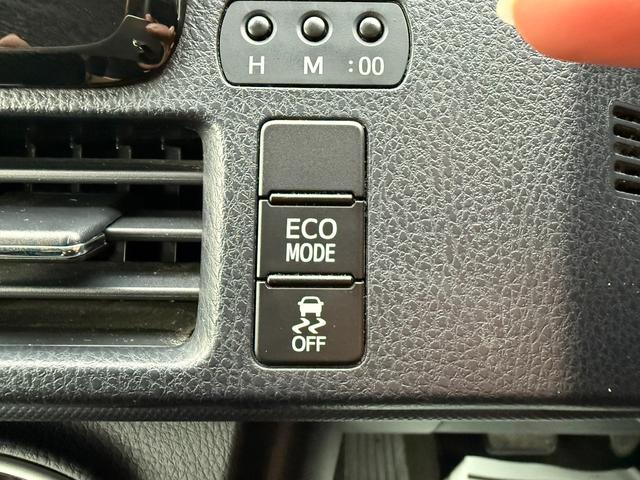 H M :00
ECO
MODE
OFF